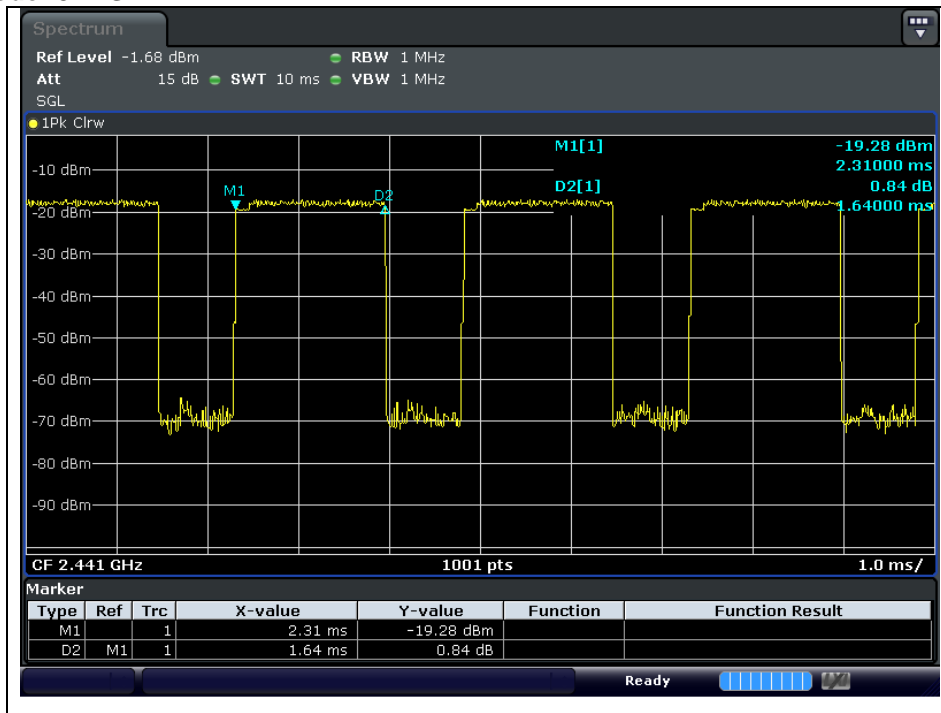 Spectrum
Ref Level -1.68 dBm RBW 1 MHz
Att 15 dB SWT 10 ms VBW 1 MHz
SGL
1Pk Clrw
M1[1] -19.28 dBm
2.31000 ms
D2[1] 0.84 dB
1.64000 ms
M1
D2
-10 dBm
-20 dBm
-30 dBm
-40 dBm
-50 dBm
-60 dBm
-70 dBm
-80 dBm
-90 dBm
CF 2.441 GHz 1001 pts 1.0 ms/
Marker
Type Ref Trc X-value Y-value Function Function Result
M1 1 2.31 ms -19.28 dBm
D2 M1 1 1.64 ms 0.84 dB
Ready